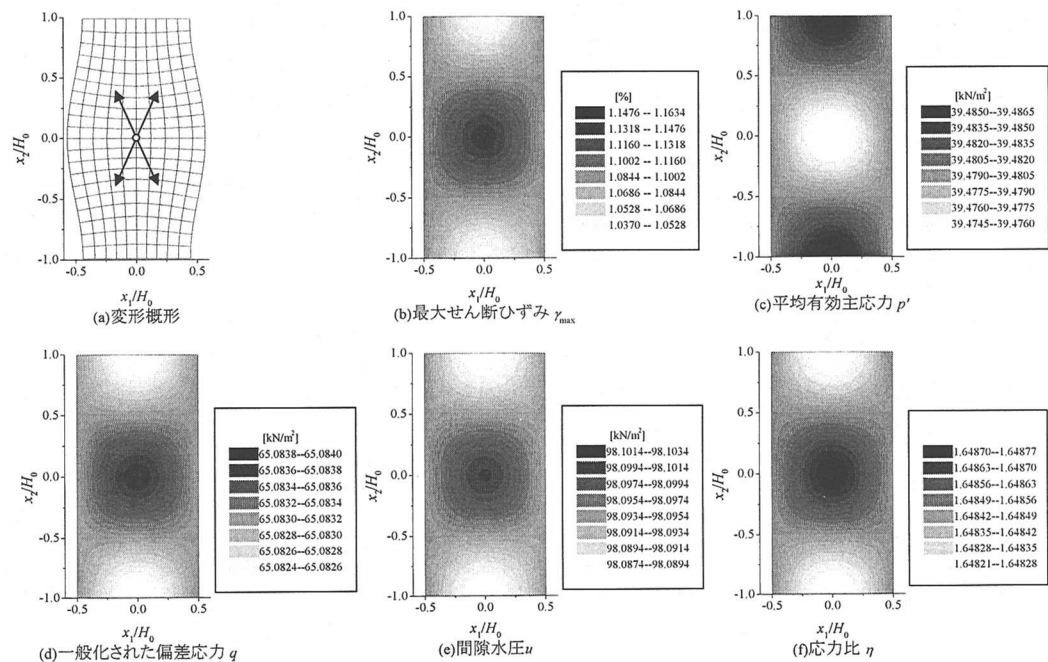 1.0
0.5
0.0
-0.5
-1.0
x₂/H₀
-0.5 0.0 0.5
x₁/H₀
(a)変形概形
1.0
0.5
0.0
-0.5
-1.0
x₂/H₀
-0.5 0.0 0.5
x₁/H₀
(b)最大せん断ひずみ γmax
[%]
1.1476 -- 1.1634
1.1318 -- 1.1476
1.1160 -- 1.1318
1.1002 -- 1.1160
1.0844 -- 1.1002
1.0686 -- 1.0844
1.0528 -- 1.0686
1.0370 -- 1.0528
1.0
0.5
0.0
-0.5
-1.0
x₂/H₀
-0.5 0.0 0.5
x₁/H₀
(c)平均有効主応力 p′
[kN/m²]
39.4850--39.4865
39.4835--39.4850
39.4820--39.4835
39.4805--39.4820
39.4790--39.4805
39.4775--39.4790
39.4760--39.4775
39.4745--39.4760
1.0
0.5
0.0
-0.5
-1.0
x₂/H₀
-0.5 0.0 0.5
x₁/H₀
(d)一般化された偏差応力 q
[kN/m²]
65.0838--65.0840
65.0836--65.0838
65.0834--65.0836
65.0832--65.0834
65.0830--65.0832
65.0828--65.0830
65.0826--65.0828
65.0824--65.0826
1.0
0.5
0.0
-0.5
-1.0
x₂/H₀
-0.5 0.0 0.5
x₁/H₀
(e)間隙水圧u
[kN/m²]
98.1014--98.1034
98.0994--98.1014
98.0974--98.0994
98.0954--98.0974
98.0934--98.0954
98.0914--98.0934
98.0894--98.0914
98.0874--98.0894
1.0
0.5
0.0
-0.5
-1.0
x₂/H₀
-0.5 0.0 0.5
x₁/H₀
(f)応力比 η
1.64870--1.64877
1.64863--1.64870
1.64856--1.64863
1.64849--1.64856
1.64842--1.64849
1.64835--1.64842
1.64828--1.64835
1.64821--1.64828